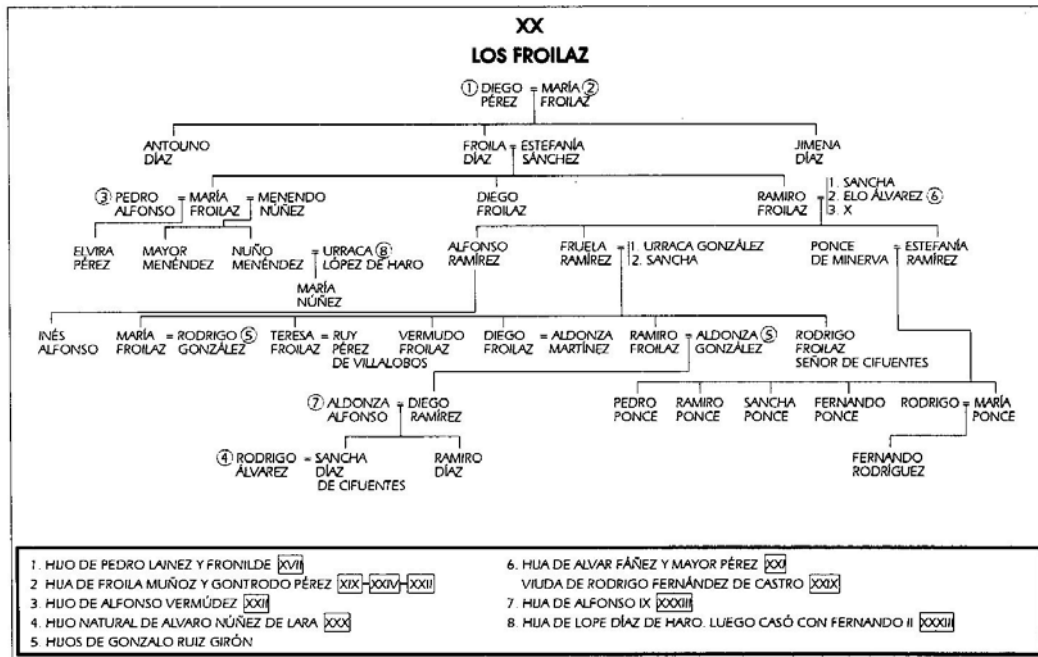 XX
LOS FROILAZ
① DIEGO = MARÍA ②
PÉREZ FROILAZ
ANTOUNO FROILA = ESTEFANÍA JIMENA
DÍAZ DÍAZ SÁNCHEZ DÍAZ
③ PEDRO = MARÍA = MENENDO DIEGO RAMIRO = 1. SANCHA
ALFONSO FROILAZ NÚÑEZ FROILAZ FROILAZ 2. ELO ÁLVAREZ ⑥
3. X
ELVIRA MAYOR NUÑO = URRACA ⑧ ALFONSO FRUELA = 1. URRACA GONZÁLEZ PONCE = ESTEFANÍA
PÉREZ MENÉNDEZ MENÉNDEZ LÓPEZ DE HARO RAMÍREZ RAMÍREZ 2. SANCHA DE MINERVA RAMÍREZ
MARÍA
NÚÑEZ
INÉS MARÍA = RODRIGO ⑤ TERESA = RUY VERMUDO DIEGO = ALDONZA RAMIRO = ALDONZA ⑤ RODRIGO
ALFONSO FROILAZ GONZÁLEZ FROILAZ PÉREZ FROILAZ FROILAZ MARTÍNEZ FROILAZ GONZÁLEZ FROILAZ
DE VILLALOBOS SEÑOR DE CIFUENTES
⑦ ALDONZA = DIEGO PEDRO RAMIRO SANCHA FERNANDO RODRIGO = MARÍA
ALFONSO RAMÍREZ PONCE PONCE PONCE PONCE PONCE
④ RODRIGO = SANCHA RAMIRO FERNANDO
ÁLVAREZ DÍAZ DÍAZ RODRÍGUEZ
DE CIFUENTES
1. HIJO DE PEDRO LAINEZ Y FRONILDE XVII
2 HIJA DE FROILA MUÑOZ Y GONTRODO PÉREZ XIX-XXIV-XXII
3. HIJO DE ALFONSO VERMÚDEZ XXII
4. HIJO NATURAL DE ALVARO NÚÑEZ DE LARA XXX
5. HIJOS DE GONZALO RUIZ GIRÓN
6. HIJA DE ALVAR FÁÑEZ Y MAYOR PÉREZ XXI
VIUDA DE RODRIGO FERNÁNDEZ DE CASTRO XXIX
7. HIJA DE ALFONSO IX XXXIII
8. HIJA DE LOPE DÍAZ DE HARO. LUEGO CASÓ CON FERNANDO II XXXIII